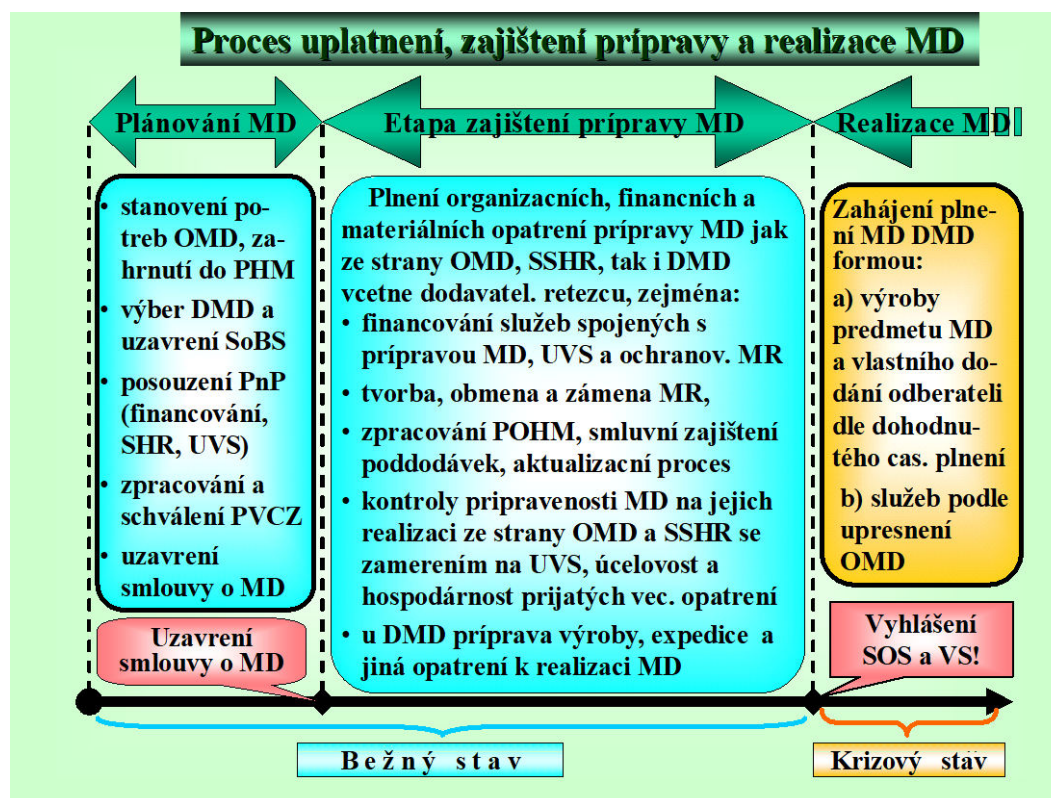 Proces uplatnení, zajištení prípravy a realizace MD
Plánování MD
Etapa zajištení prípravy MD
Realizace MD
• stanovení po-
treb OMD, za-
hrnutí do PHM
• výber DMD a
uzavrení SoBS
• posouzení PnP
(financování,
SHR, UVS)
• zpracování a
schválení PVCZ
• uzavrení
smlouvy o MD
Plnení organizacních, financních a
materiálních opatrení prípravy MD jak
ze strany OMD, SSHR, tak i DMD
vcetne dodavatel. retezcu, zejména:
• financování služeb spojených s
prípravou MD, UVS a ochranov. MR
• tvorba, obmena a zámena MR,
• zpracování POHM, smluvní zajištení
poddodávek, aktualizacní proces
• kontroly pripravenosti MD na jejich
realizaci ze strany OMD a SSHR se
zamerením na UVS, úcelovost a
hospodárnost prijatých vec. opatrení
• u DMD príprava výroby, expedice a
jiná opatrení k realizaci MD
Zahájení plne-
ní MD DMD
formou:
a) výroby
predmetu MD
a vlastního do-
dání odberateli
dle dohodnu-
tého cas. plnení
b) služeb podle
upresnení
OMD
Uzavrení
smlouvy o MD
Vyhlášení
SOS a VS!
Bežný stav
Krizový stav